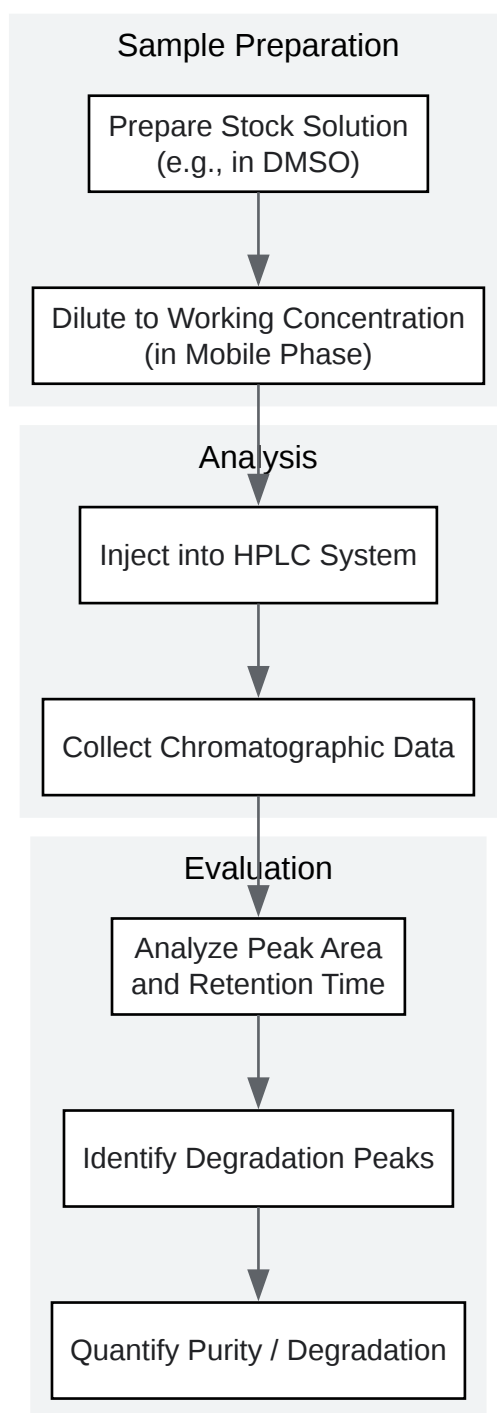 Sample Preparation
Prepare Stock Solution
(e.g., in DMSO)
Dilute to Working Concentration
(in Mobile Phase)
Analysis
Inject into HPLC System
Collect Chromatographic Data
Evaluation
Analyze Peak Area
and Retention Time
Identify Degradation Peaks
Quantify Purity / Degradation